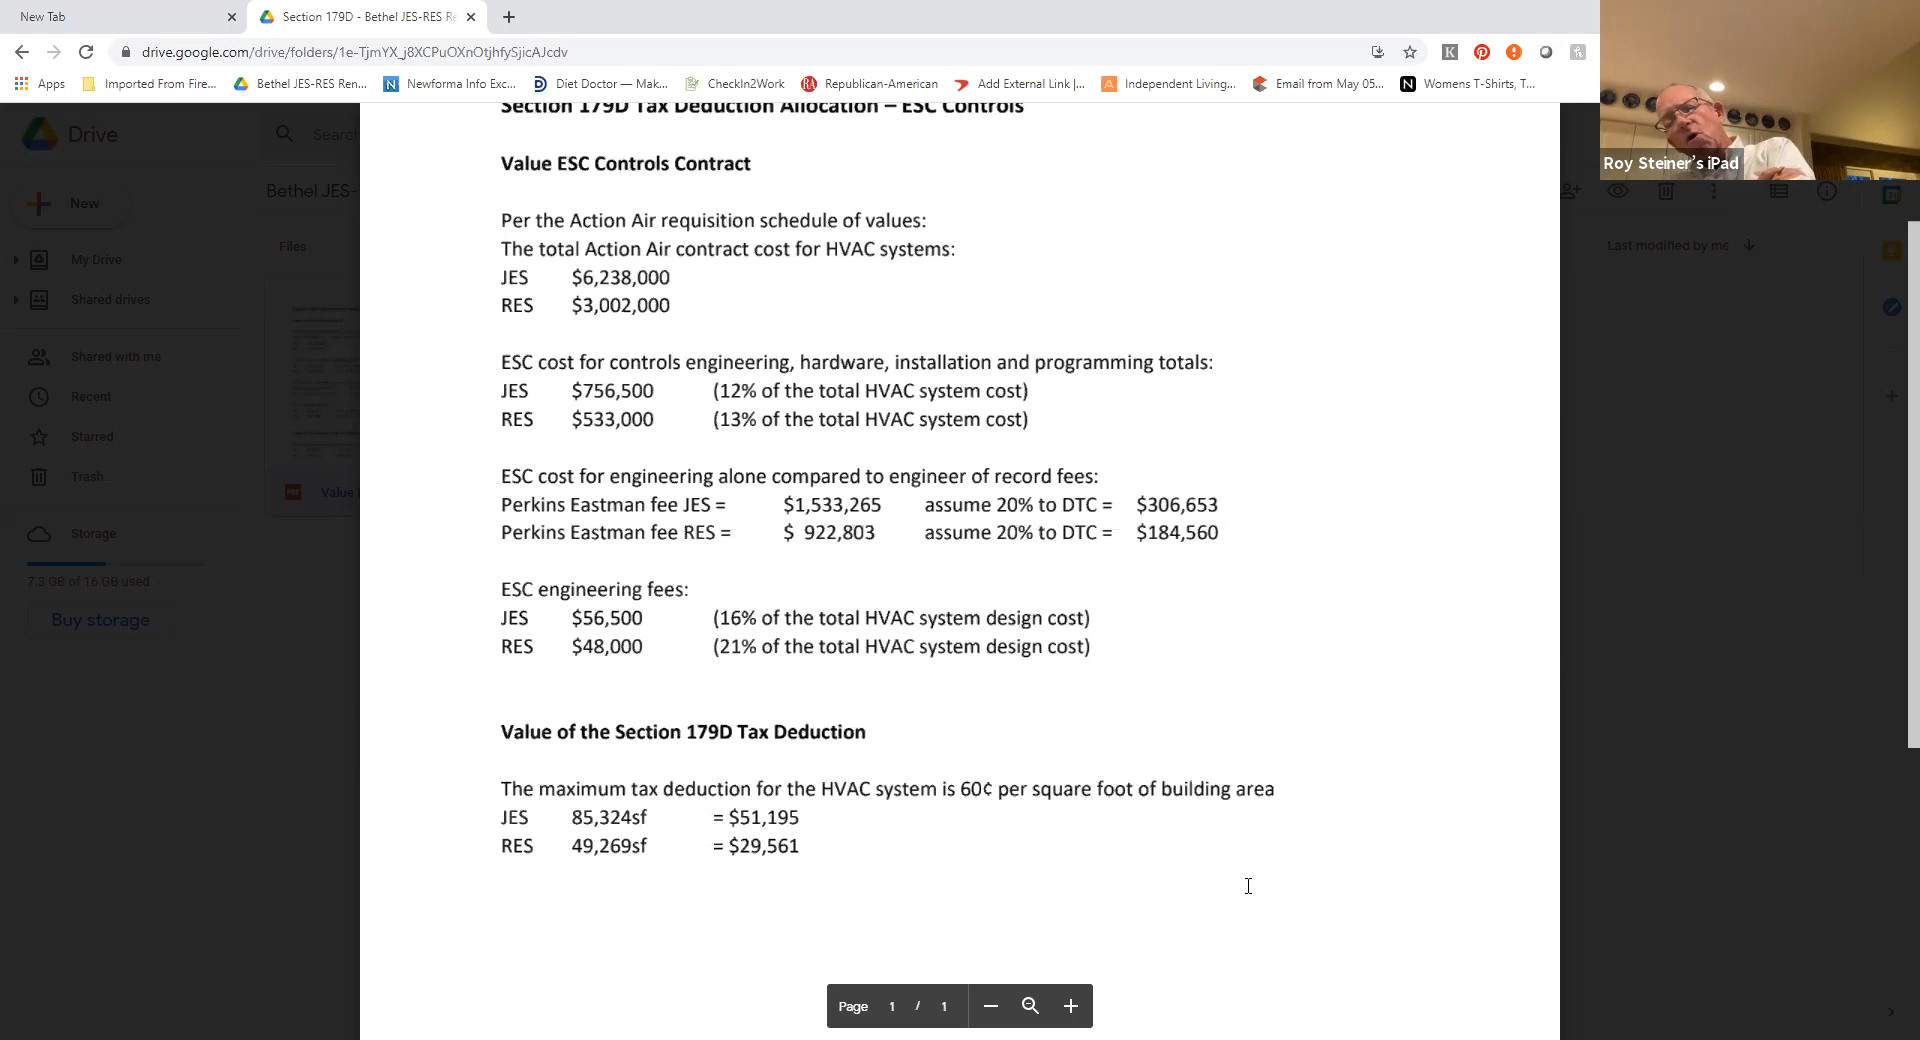 New Tab
Section 179D - Bethel JES-RES Re
drive.google.com/drive/folders/1e-TjmYX_j8XCPuOXnOtjhfySjicAJcdv
Apps
Imported From Fire...
Bethel JES-RES Ren...
Newforma Info Exc...
Diet Doctor — Mak...
CheckIn2Work
Republican-American
Add External Link |...
Independent Living...
Email from May 05...
Womens T-Shirts, T...
Roy Steiner's iPad
Drive
Search
New
Bethel JES-
Files
Last modified by me
My Drive
Shared drives
Shared with me
Recent
Starred
Trash
Storage
7.3 GB of 16 GB used
Buy storage
Value
Section 179D Tax Deduction Allocation – ESC Controls
Value ESC Controls Contract
Per the Action Air requisition schedule of values:
The total Action Air contract cost for HVAC systems:
JES $6,238,000
RES $3,002,000
ESC cost for controls engineering, hardware, installation and programming totals:
JES $756,500 (12% of the total HVAC system cost)
RES $533,000 (13% of the total HVAC system cost)
ESC cost for engineering alone compared to engineer of record fees:
Perkins Eastman fee JES = $1,533,265 assume 20% to DTC = $306,653
Perkins Eastman fee RES = $ 922,803 assume 20% to DTC = $184,560
ESC engineering fees:
JES $56,500 (16% of the total HVAC system design cost)
RES $48,000 (21% of the total HVAC system design cost)
Value of the Section 179D Tax Deduction
The maximum tax deduction for the HVAC system is 60¢ per square foot of building area
JES 85,324sf = $51,195
RES 49,269sf = $29,561
Page 1 / 1